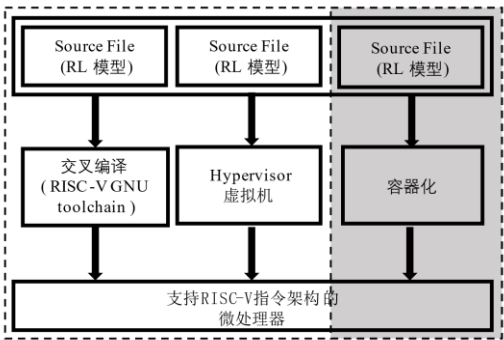 Source File
(RL 模型)
Source File
(RL 模型)
Source File
(RL 模型)
交叉编译
( RISC-V GNU
toolchain )
Hypervisor
虚拟机
容器化
支持RISC-V指令架构的
微处理器